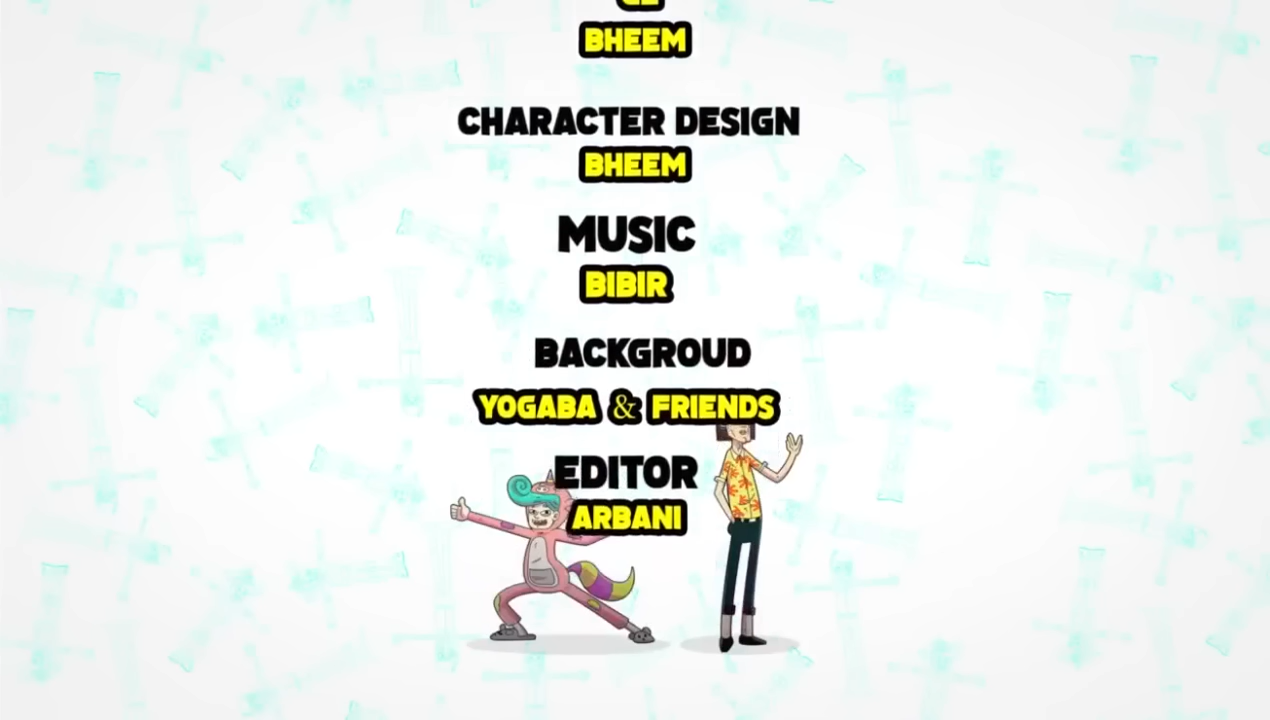 BHEEM
CHARACTER DESIGN
BHEEM
MUSIC
BIBIR
BACKGROUD
YOGABA & FRIENDS
EDITOR
ARBANI